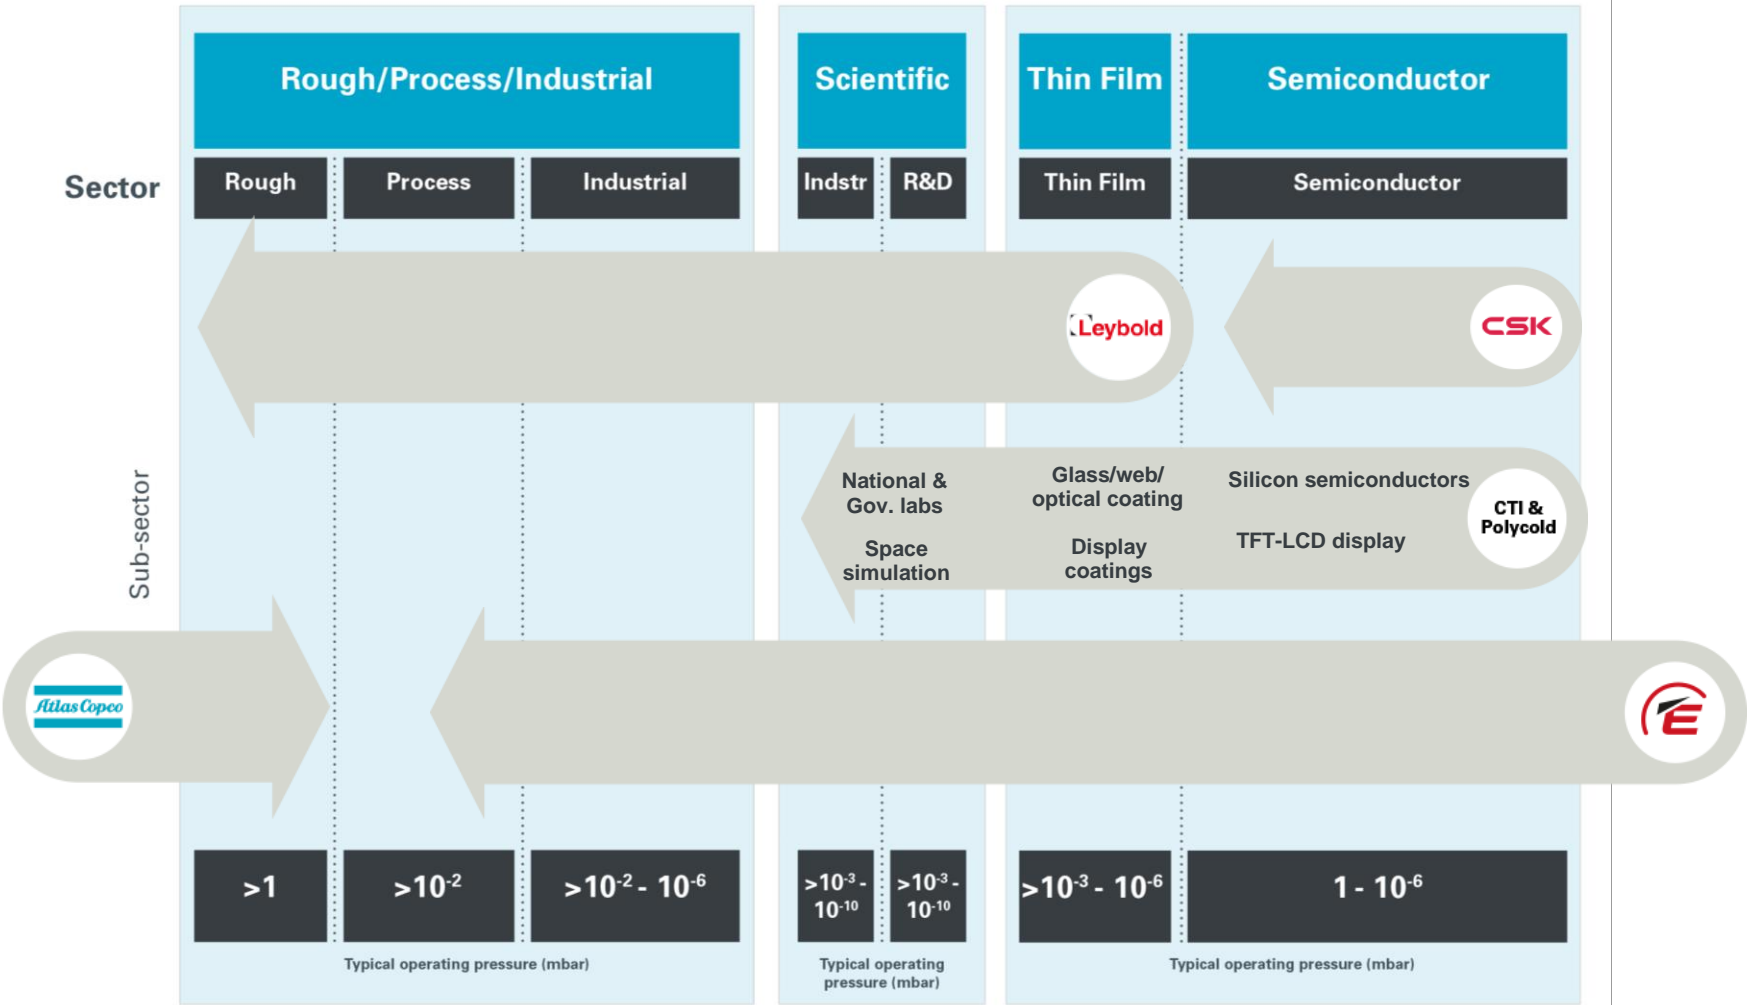 Rough/Process/Industrial
Scientific
Thin Film
Semiconductor
Sector
Rough
Process
Industrial
Indstr
R&D
Thin Film
Semiconductor
Leybold
CSK
Sub-sector
National &
Gov. labs
Space
simulation
Glass/web/
optical coating
Display
coatings
Silicon semiconductors
TFT-LCD display
CTI &
Polycold
Atlas Copco
E
>1
>10⁻²
>10⁻² - 10⁻⁶
>10⁻³ -
10⁻¹⁰
>10⁻³ -
10⁻¹⁰
>10⁻³ - 10⁻⁶
1 - 10⁻⁶
Typical operating pressure (mbar)
Typical operating
pressure (mbar)
Typical operating pressure (mbar)